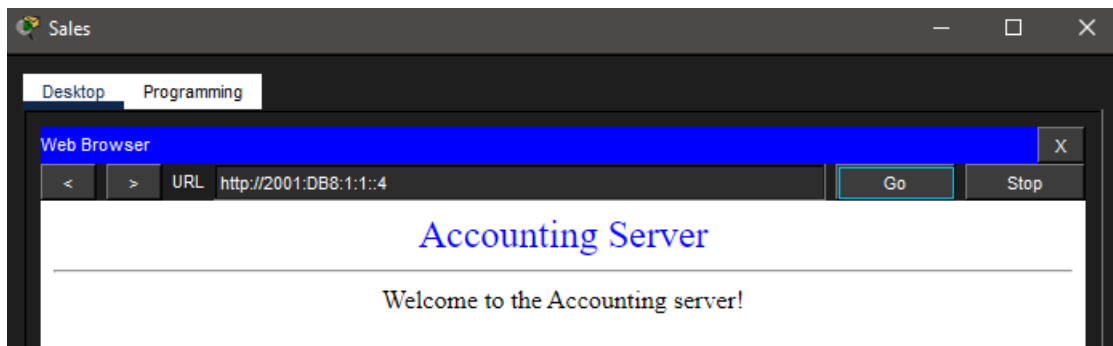 Sales
Desktop Programming
Web Browser X
< > URL http://2001:DB8:1:1::4 Go Stop
Accounting Server
Welcome to the Accounting server!